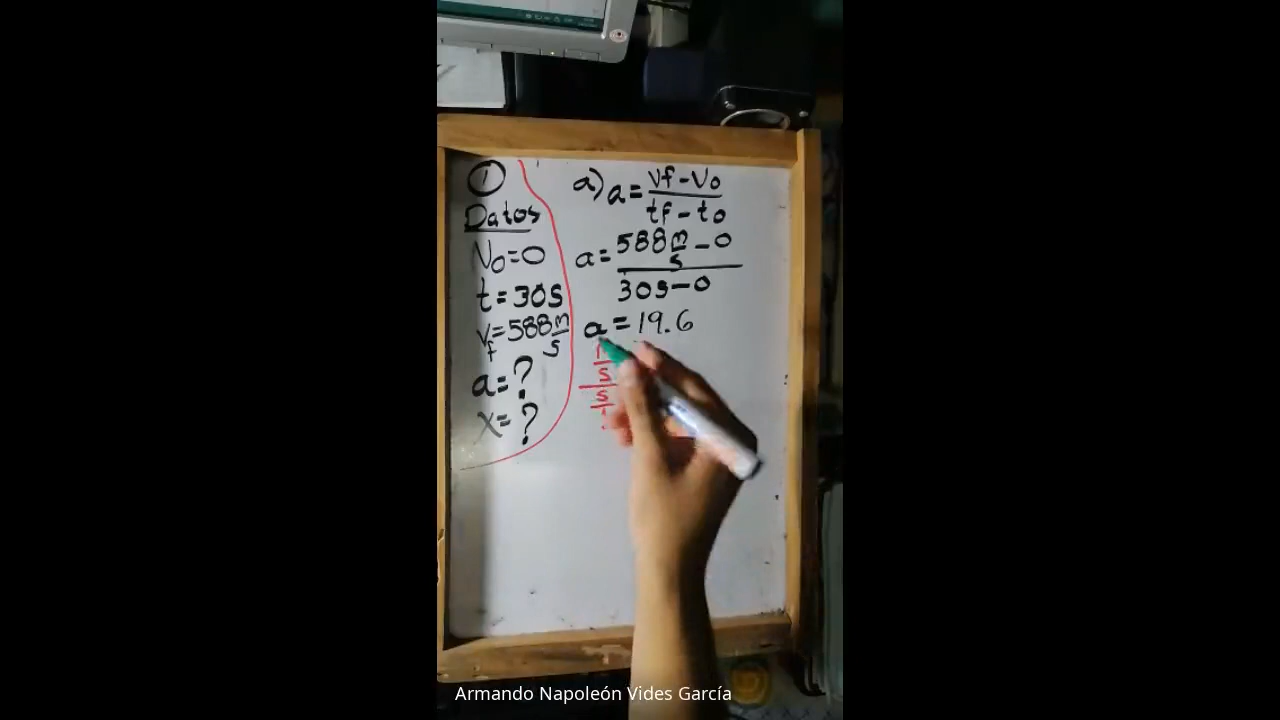 ①
Datos
Vo=0
t=30s
Vf=588 m/s
a=?
x=?
a) a= Vf-Vo
tf-to
a= 588 m/s - 0
30s-0
a=19.6
s
s
Armando Napoleón Vides García